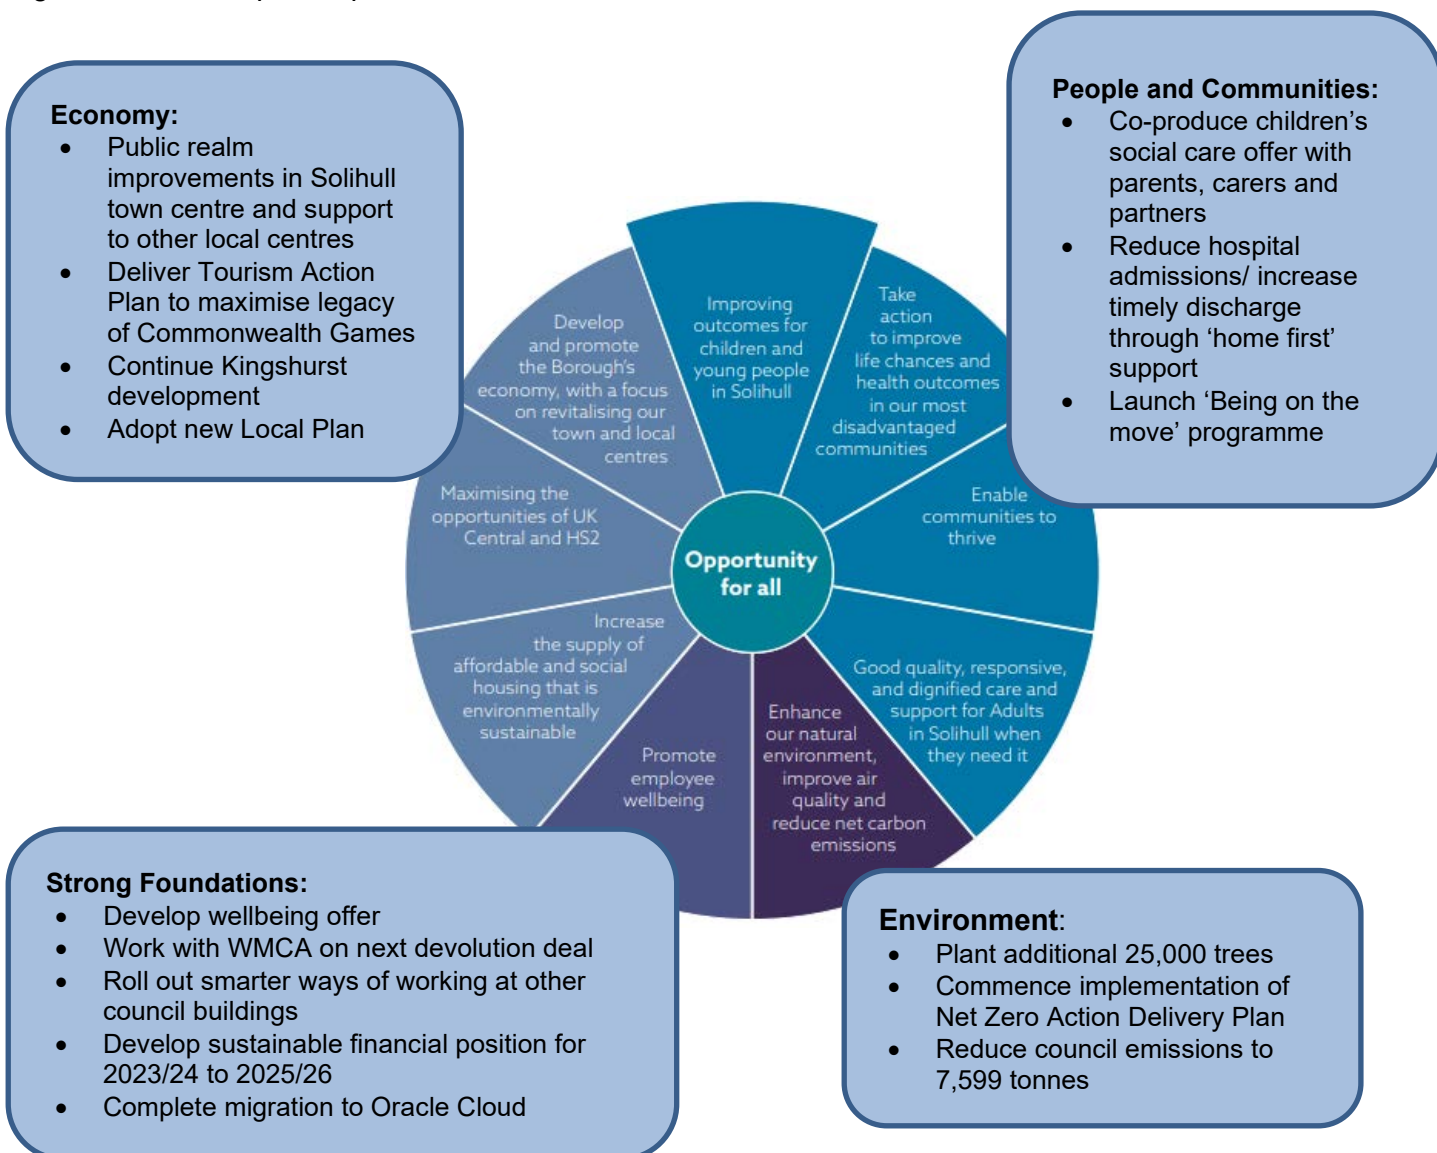 Economy:
• Public realm
improvements in Solihull
town centre and support
to other local centres
• Deliver Tourism Action
Plan to maximise legacy
of Commonwealth Games
• Continue Kingshurst
development
• Adopt new Local Plan
People and Communities:
• Co-produce children’s
social care offer with
parents, carers and
partners
• Reduce hospital
admissions/ increase
timely discharge
through ‘home first’
support
• Launch ‘Being on the
move’ programme
Improving
outcomes for
children and
young people
in Solihull
Take
action
to improve
life chances and
health outcomes
in our most
disadvantaged
communities
Enable
communities to
thrive
Good quality, responsive,
and dignified care and
support for Adults
in Solihull when
they need it
Enhance
our natural
environment,
improve air
quality and
reduce net carbon
emissions
Promote
employee
wellbeing
Increase
the supply of
affordable and social
housing that is
environmentally
sustainable
Maximising the
opportunities of UK
Central and HS2
Develop
and promote
the Borough’s
economy, with a focus
on revitalising our
town and local
centres
Opportunity
for all
Strong Foundations:
• Develop wellbeing offer
• Work with WMCA on next devolution deal
• Roll out smarter ways of working at other
council buildings
• Develop sustainable financial position for
2023/24 to 2025/26
• Complete migration to Oracle Cloud
Environment:
• Plant additional 25,000 trees
• Commence implementation of
Net Zero Action Delivery Plan
• Reduce council emissions to
7,599 tonnes